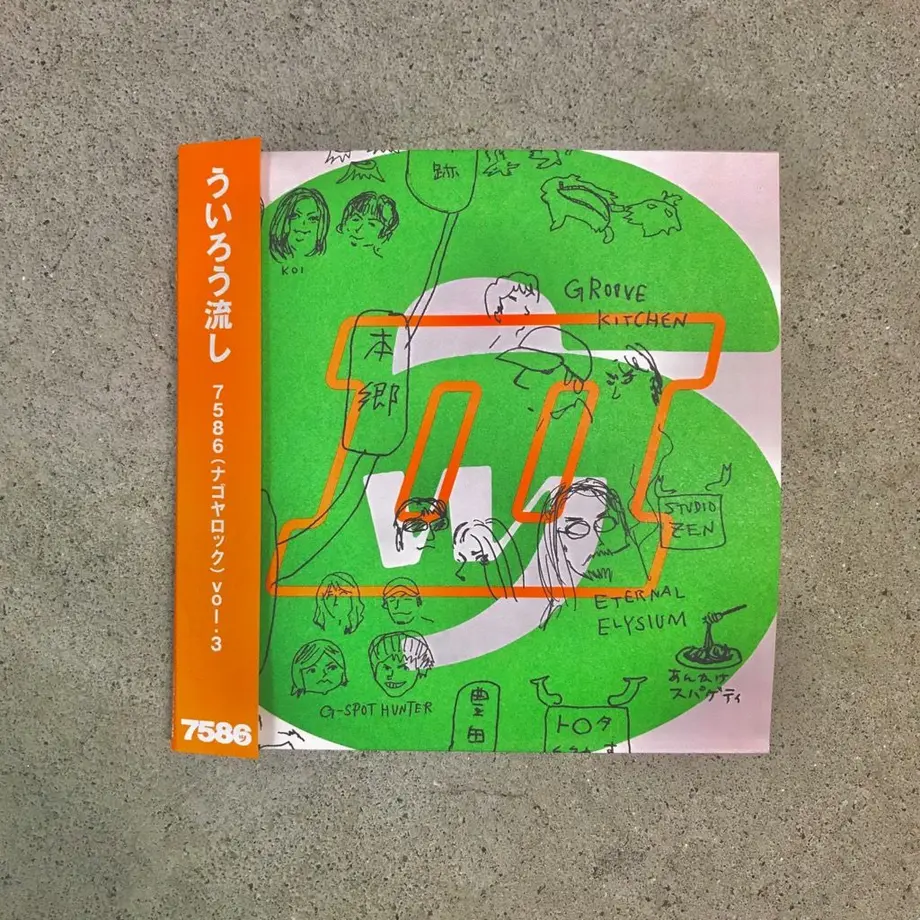 ういろう流し
7586(ナゴヤロック) vol.3
7586
跡
KOI
GROOVE
KITCHEN
本郷
STUDIO
ZEN
ETERNAL
ELYSIUM
あんかけ
スパゲティ
G-SPOT HUNTER
豊田
トヨタ